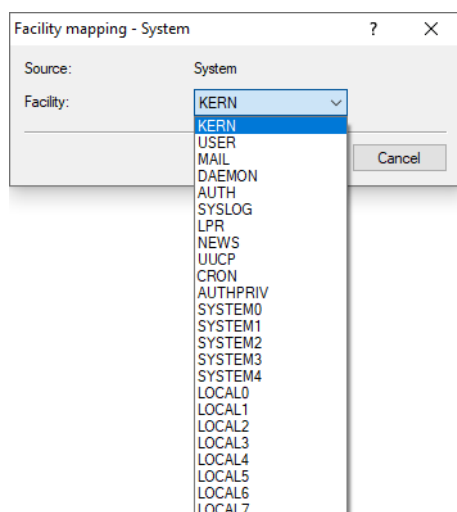 Facility mapping - System ?
Source: System
Facility: KERN
KERN
USER
MAIL
DAEMON
AUTH
SYSLOG
LPR
NEWS
UUCP
CRON
AUTHPRIV
SYSTEM0
SYSTEM1
SYSTEM2
SYSTEM3
SYSTEM4
LOCAL0
LOCAL1
LOCAL2
LOCAL3
LOCAL4
LOCAL5
LOCAL6
LOCAL7
Cancel